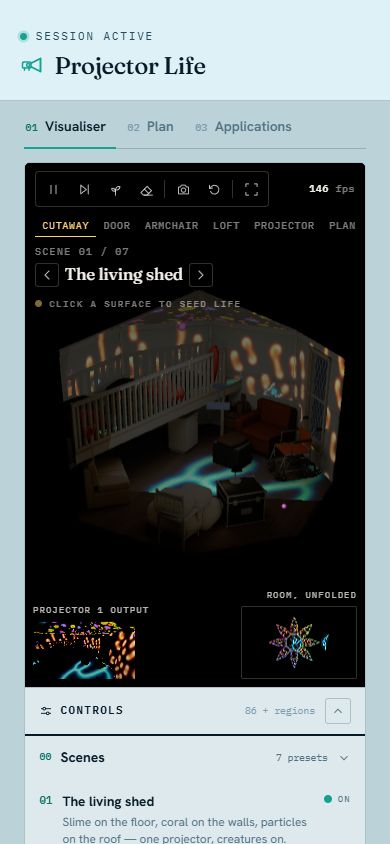 SESSION ACTIVE
Projector Life
01 Visualiser 02 Plan 03 Applications
146 fps
CUTAWAY DOOR ARMCHAIR LOFT PROJECTOR PLAN
SCENE 01 / 07
The living shed
CLICK A SURFACE TO SEED LIFE
ROOM, UNFOLDED
PROJECTOR 1 OUTPUT
CONTROLS 86 + regions
00 Scenes 7 presets
01 The living shed ON
Slime on the floor, coral on the walls, particles
on the roof — one projector, creatures on.